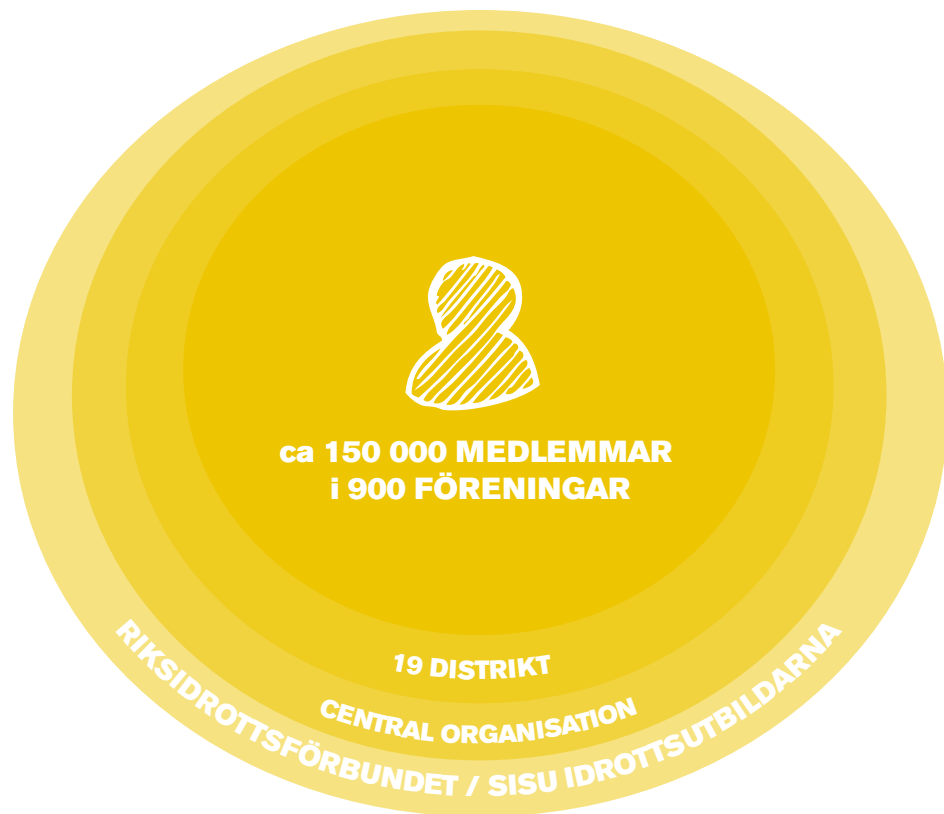 ca 150 000 MEDLEMMAR
i 900 FÖRENINGAR
19 DISTRIKT
CENTRAL ORGANISATION
RIKSIDROTTSFÖRBUNDET / SISU IDROTTSUTBILDARNA